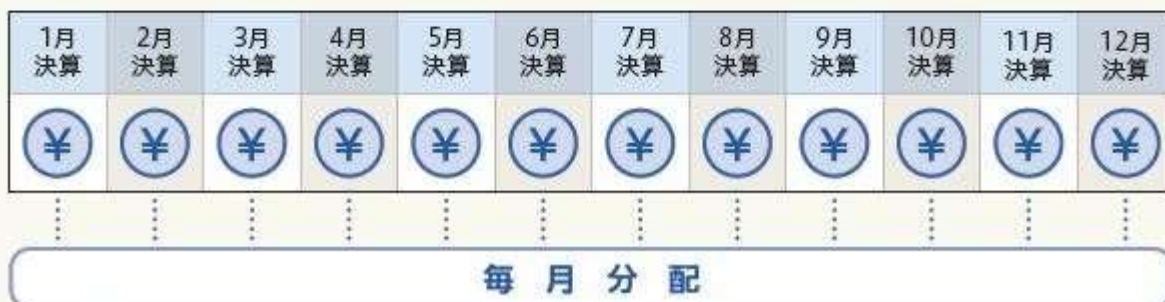 1月 2月 3月 4月 5月 6月 7月 8月 9月 10月 11月 12月
決算 決算 決算 決算 決算 決算 決算 決算 決算 決算 決算 決算
¥ ¥ ¥ ¥ ¥ ¥ ¥ ¥ ¥ ¥ ¥ ¥
毎月分配